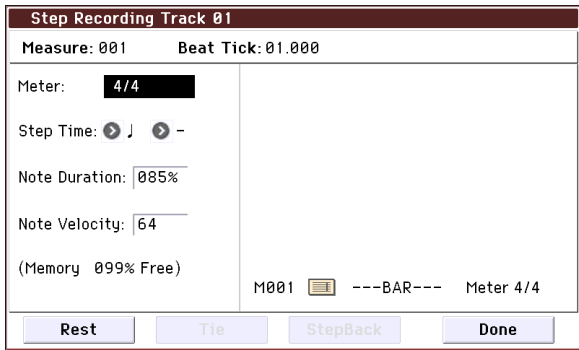 Step Recording Track 01
Measure: 001 Beat Tick: 01.000
Meter: 4/4
Step Time: ♩ -
Note Duration: 085%
Note Velocity: 64
(Memory 099% Free)
M001 ---BAR--- Meter 4/4
Rest Tie StepBack Done